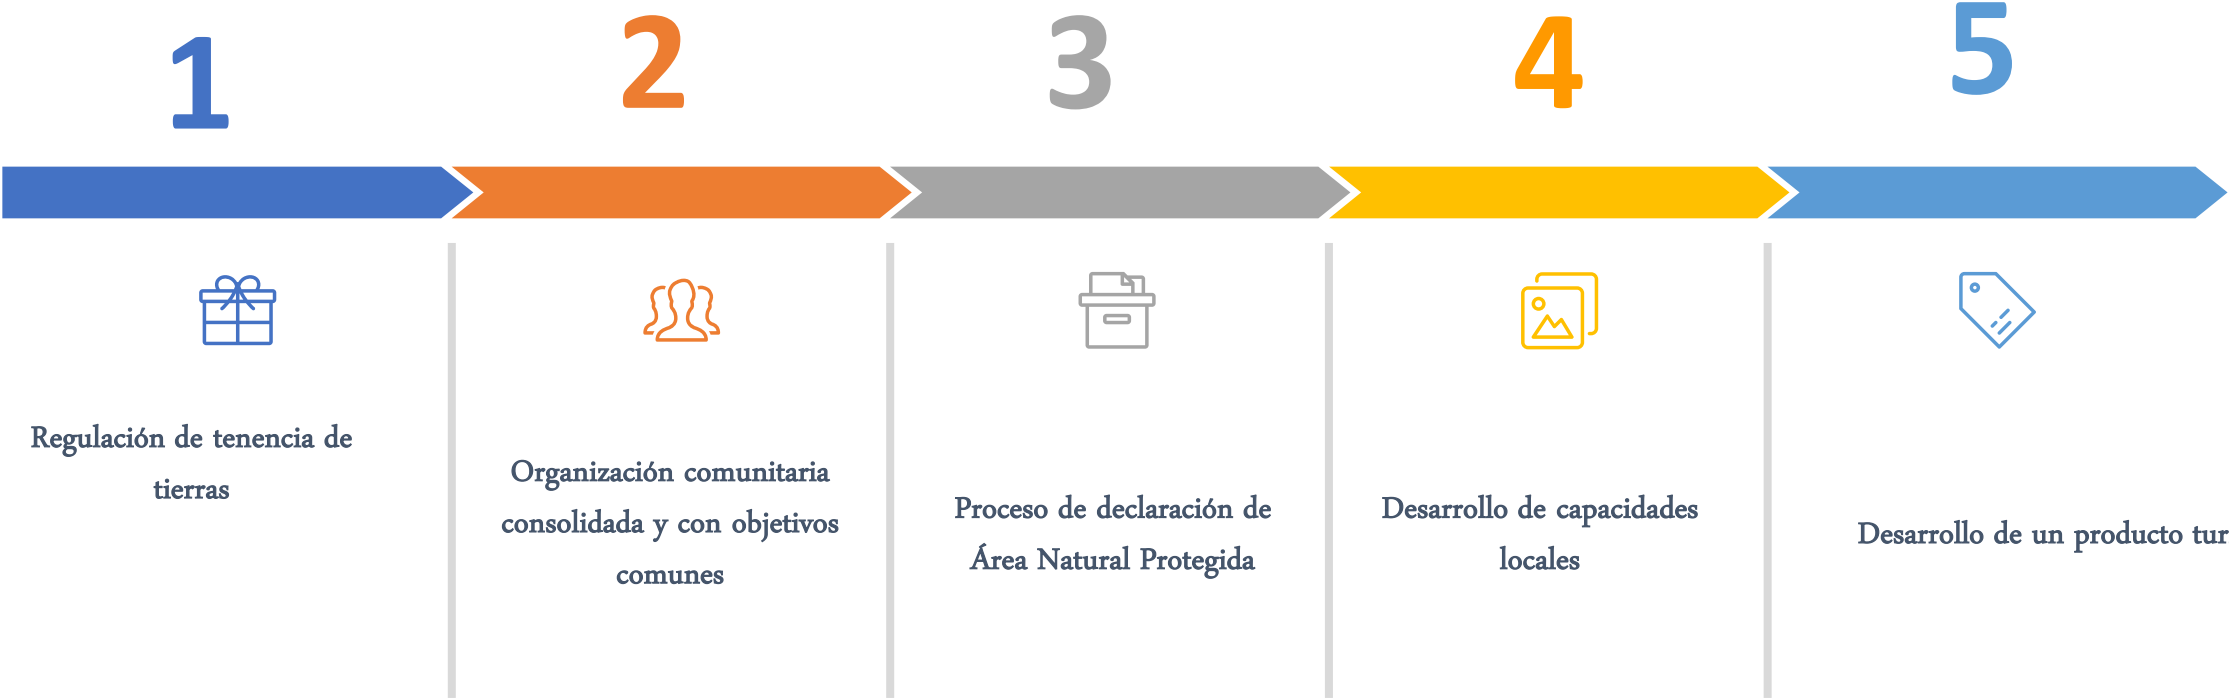 1
2
3
4
5
Regulación de tenencia de
tierras
Organización comunitaria
consolidada y con objetivos
comunes
Proceso de declaración de
Área Natural Protegida
Desarrollo de capacidades
locales
Desarrollo de un producto tur